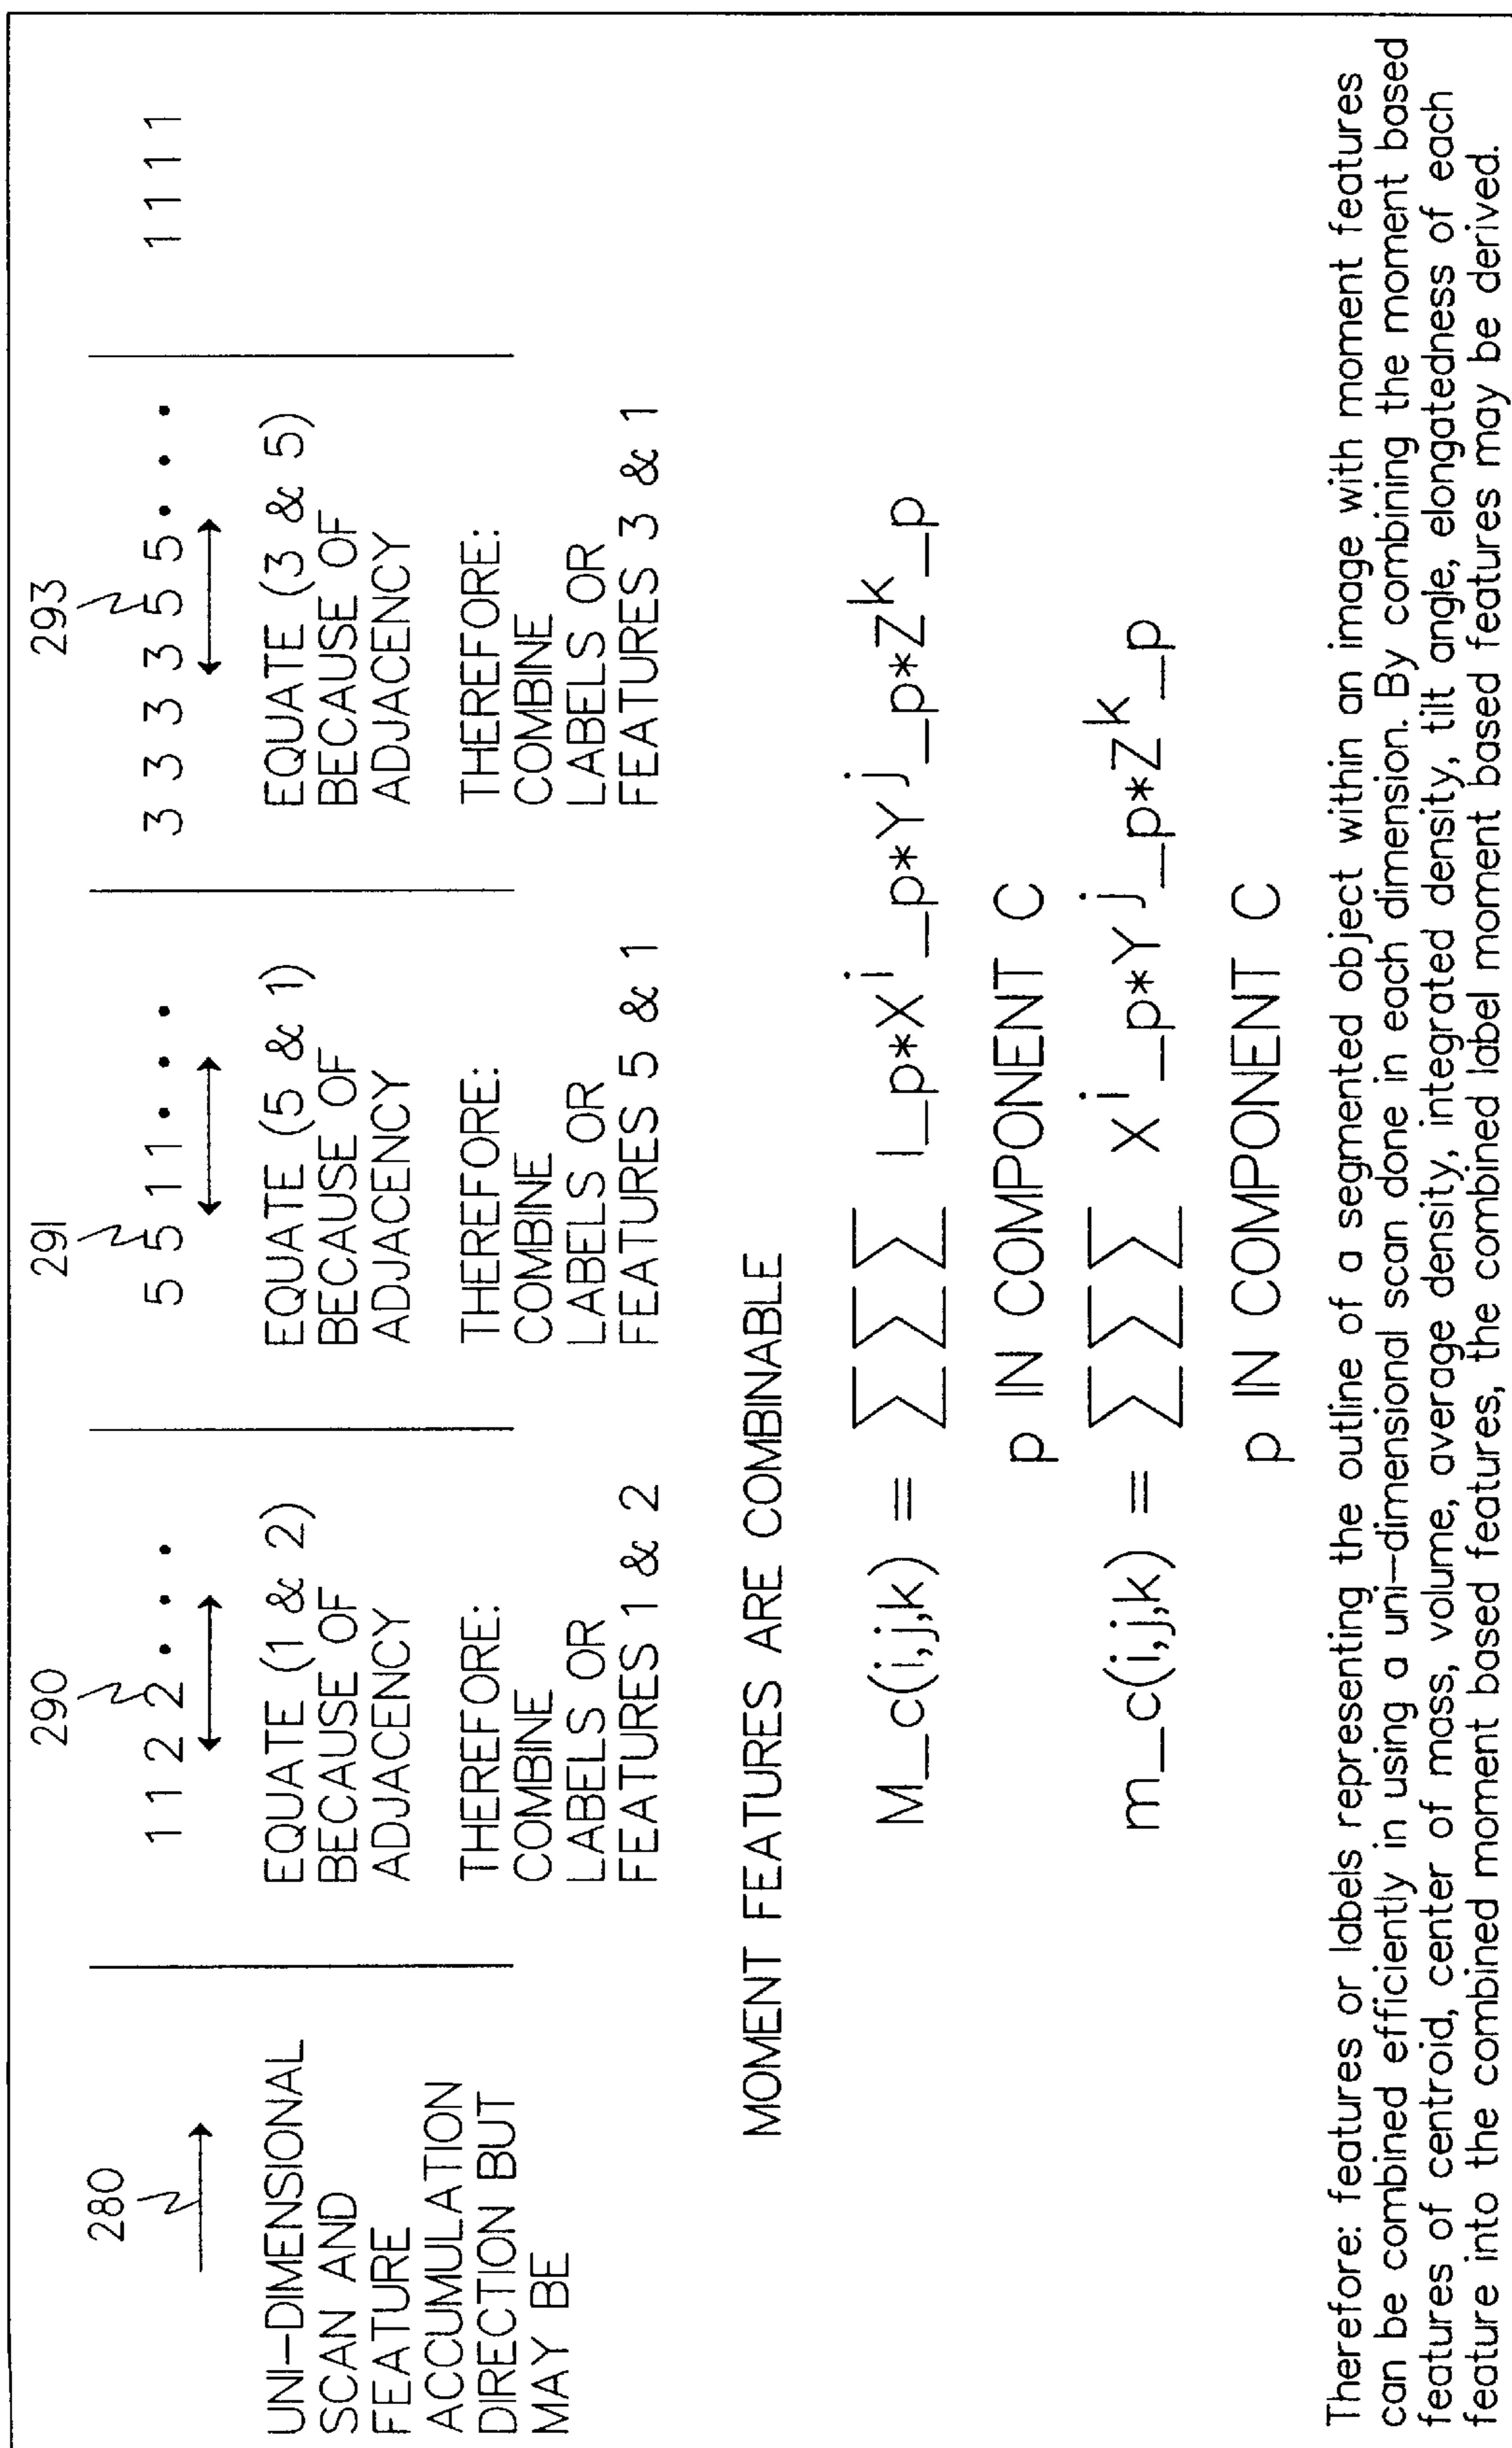 280
UNI-DIMENSIONAL
SCAN AND
FEATURE
ACCUMULATION
DIRECTION BUT
MAY BE
290
1 1 2 2 • • •
EQUATE (1 & 2)
BECAUSE OF
ADJACENCY
THEREFORE:
COMBINE
LABELS OR
FEATURES 1 & 2
291
5 5 1 1 • • •
EQUATE (5 & 1)
BECAUSE OF
ADJACENCY
THEREFORE:
COMBINE
LABELS OR
FEATURES 5 & 1
293
3 3 3 3 5 5 • • •
EQUATE (3 & 5)
BECAUSE OF
ADJACENCY
THEREFORE:
COMBINE
LABELS OR
FEATURES 3 & 1
1 1 1 1
MOMENT FEATURES ARE COMBINABLE
M_c(i,j,k) = ∑∑∑ I_p*X^i_p*Y^j_p*Z^k_p
p IN COMPONENT C
m_c(i,j,k) = ∑∑∑ X^i_p*Y^j_p*Z^k_p
p IN COMPONENT C
Therefore: features or labels representing the outline of a segmented object within an image with moment features
can be combined efficiently in using a uni-dimensional scan done in each dimension. By combining the moment based
features of centroid, center of mass, volume, average density, integrated density, tilt angle, elongatedness of each
feature into the combined moment based features, the combined label moment based features may be derived.